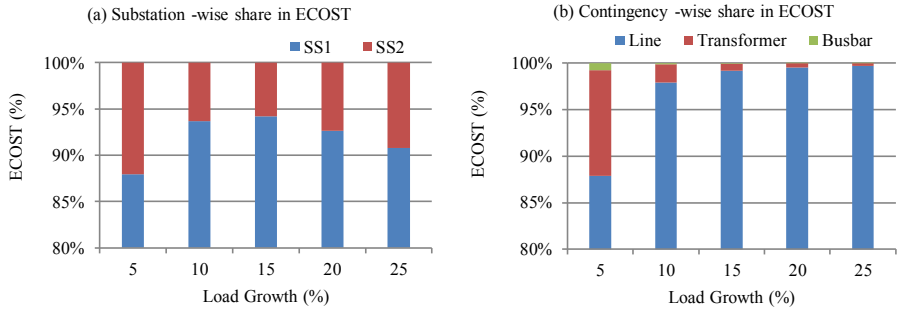 (a) Substation -wise share in ECOST
SS1 SS2
ECOST (%)
100%
95%
90%
85%
80%
5 10 15 20 25
Load Growth (%)
(b) Contingency -wise share in ECOST
Line Transformer Busbar
ECOST (%)
100%
95%
90%
85%
80%
5 10 15 20 25
Load Growth (%)